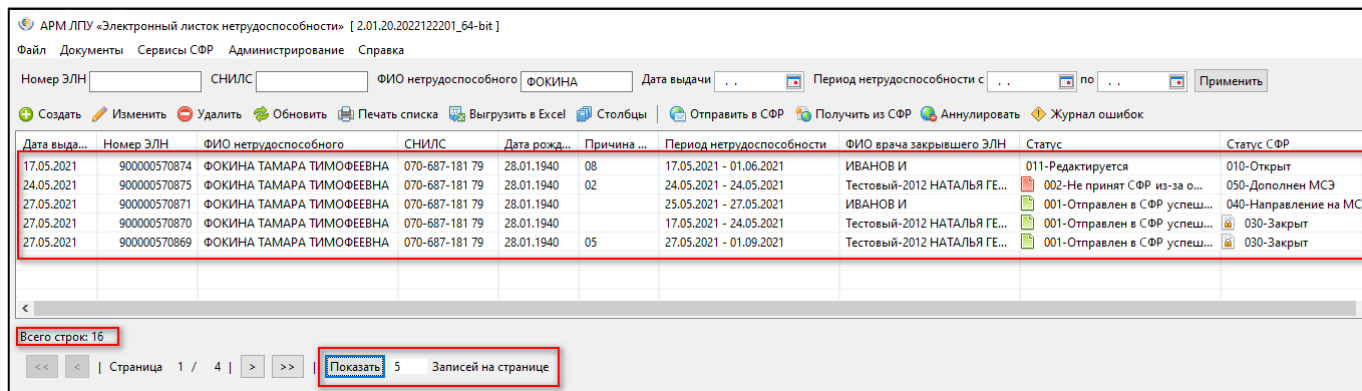 АРМ ЛПУ «Электронный листок нетрудоспособности» [ 2.01.20.2022122201_64-bit ]
Файл Документы Сервисы СФР Администрирование Справка
Номер ЭЛН СНИЛС ФИО нетрудоспособного ФОКИНА Дата выдачи . . Период нетрудоспособности с . . по . . Применить
Создать Изменить Удалить Обновить Печать списка Выгрузить в Excel Столбцы Отправить в СФР Получить из СФР Аннулировать Журнал ошибок
Дата выда... Номер ЭЛН ФИО нетрудоспособного СНИЛС Дата рожд... Причина ... Период нетрудоспособности ФИО врача закрывшего ЭЛН Статус Статус СФР
17.05.2021 900000570874 ФОКИНА ТАМАРА ТИМОФЕЕВНА 070-687-181 79 28.01.1940 08 17.05.2021 - 01.06.2021 ИВАНОВ И 011-Редактируется 010-Открыт
24.05.2021 900000570875 ФОКИНА ТАМАРА ТИМОФЕЕВНА 070-687-181 79 28.01.1940 02 24.05.2021 - 24.05.2021 Тестовый-2012 НАТАЛЬЯ ГЕ... 002-Не принят СФР из-за о... 050-Дополнен МСЭ
27.05.2021 900000570871 ФОКИНА ТАМАРА ТИМОФЕЕВНА 070-687-181 79 28.01.1940 25.05.2021 - 27.05.2021 ИВАНОВ И 001-Отправлен в СФР успеш... 040-Направление на МС
27.05.2021 900000570870 ФОКИНА ТАМАРА ТИМОФЕЕВНА 070-687-181 79 28.01.1940 17.05.2021 - 24.05.2021 Тестовый-2012 НАТАЛЬЯ ГЕ... 001-Отправлен в СФР успеш... 030-Закрыт
27.05.2021 900000570869 ФОКИНА ТАМАРА ТИМОФЕЕВНА 070-687-181 79 28.01.1940 05 27.05.2021 - 01.09.2021 Тестовый-2012 НАТАЛЬЯ ГЕ... 001-Отправлен в СФР успеш... 030-Закрыт
Всего строк: 16
<< < | Страница 1 / 4 | > >> | Показать 5 Записей на странице